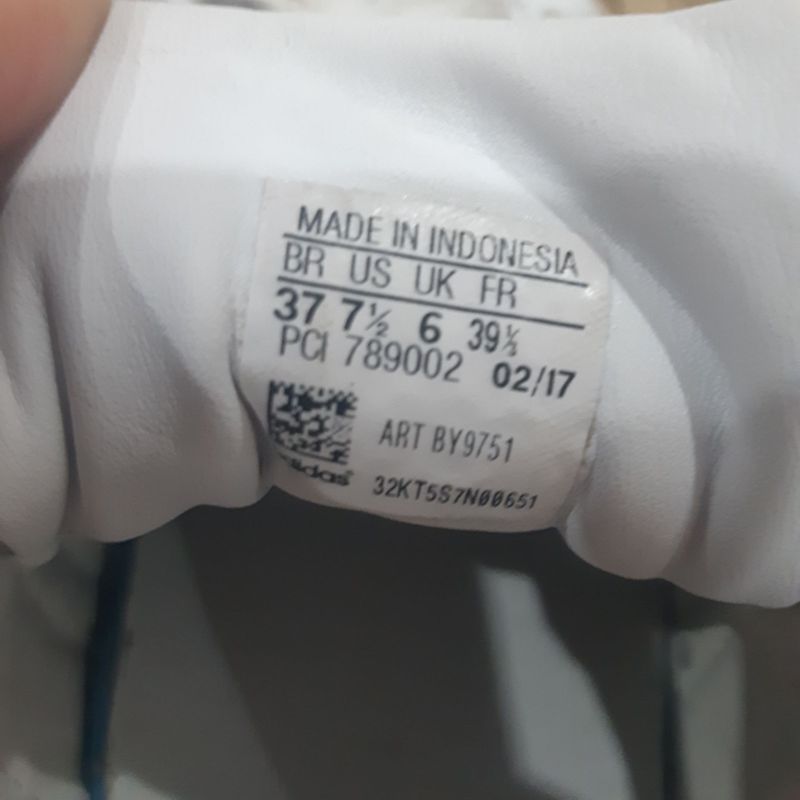 MADE IN INDONESIA
BR US UK FR
37 7½ 6 39⅓
PCI 789002 02/17
ART BY9751
adidas
32KT5S7N00651